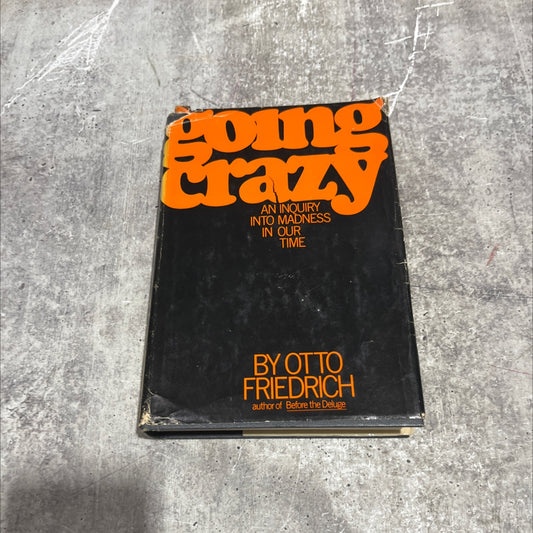 going
crazy
AN INQUIRY
INTO MADNESS
IN OUR
TIME
BY OTTO
FRIEDRICH
author of Before the Deluge